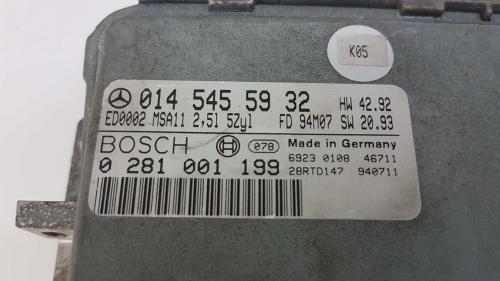 K05
014 545 59 32 HW 42.92
ED0002 MSA11 2,5l 5Zyl FD 94M07 SW 20.93
BOSCH 078 Made in Germany
6923 0108 46711
0 281 001 199 28RTD147 940711